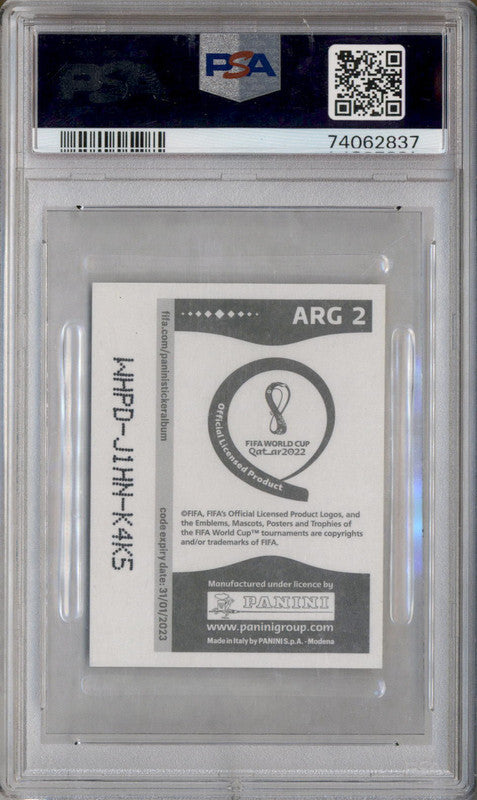 PSA
PSA
74062837
ARG 2
fifa.com/paninistickeralbum
code expiry date: 31/01/2023
WHPD-J1HN-K4K5
FIFA WORLD CUP
Qatar2022
Official Licensed Product
©FIFA, FIFA's Official Licensed Product Logos, and
the Emblems, Mascots, Posters and Trophies of
the FIFA World Cup™ tournaments are copyrights
and/or trademarks of FIFA.
Manufactured under licence by
PANINI
www.paninigroup.com
Made in Italy by PANINI S.p.A. - Modena